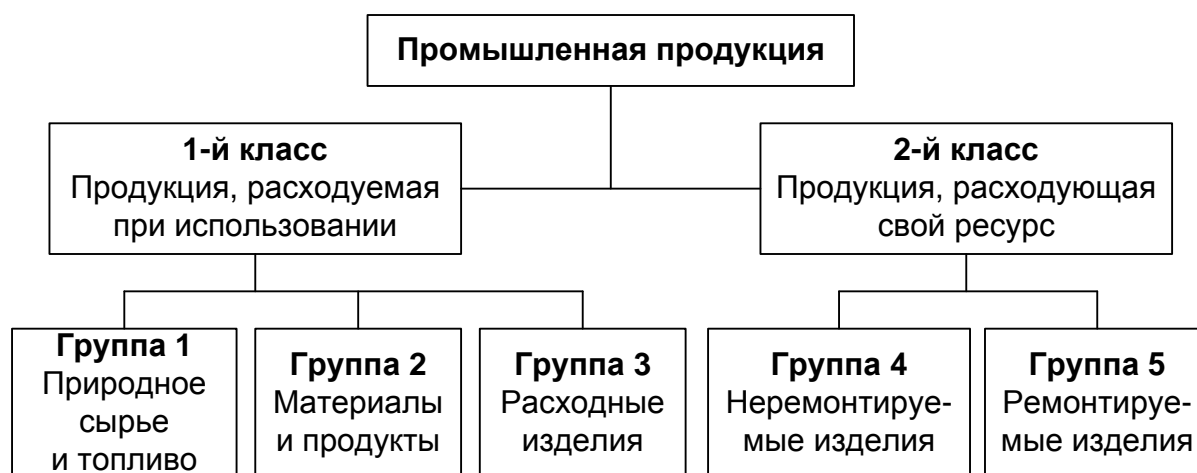 Промышленная продукция
1-й класс
Продукция, расходуемая
при использовании
2-й класс
Продукция, расходующая
свой ресурс
Группа 1
Природное
сырье
и топливо
Группа 2
Материалы
и продукты
Группа 3
Расходные
изделия
Группа 4
Неремонтируе-
мые изделия
Группа 5
Ремонтируе-
мые изделия